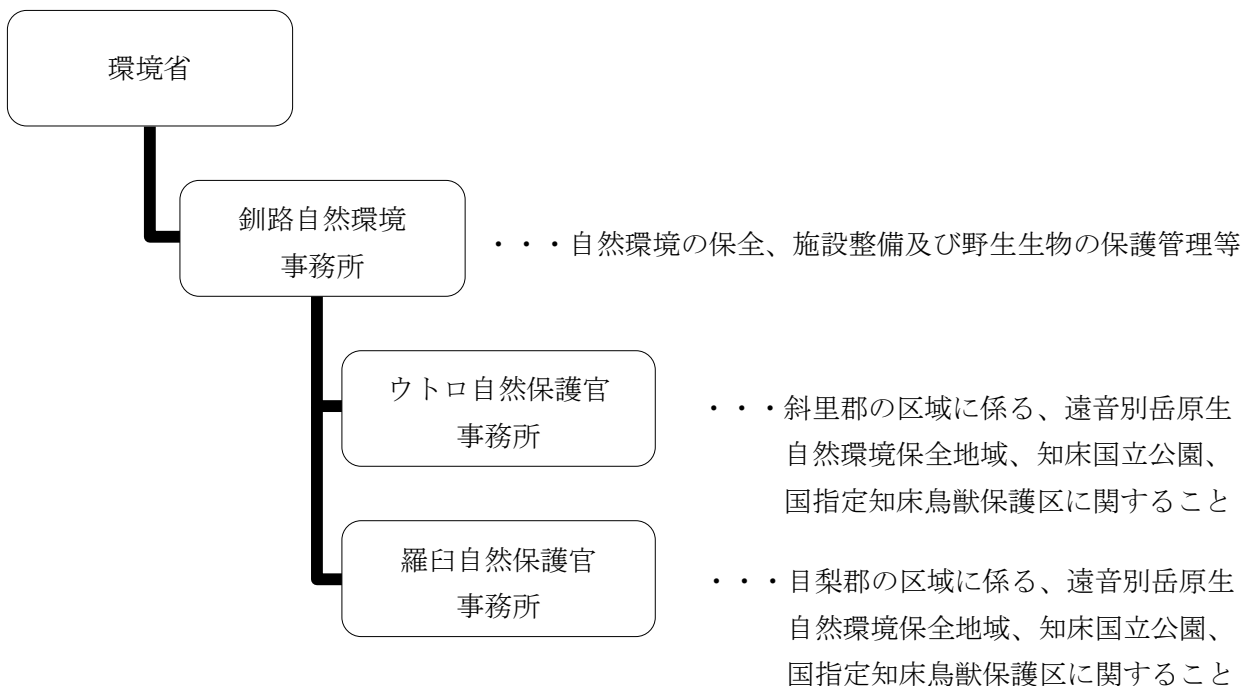 環境省
釧路自然環境
事務所
・・・自然環境の保全、施設整備及び野生生物の保護管理等
ウトロ自然保護官
事務所
・・・斜里郡の区域に係る、遠音別岳原生
自然環境保全地域、知床国立公園、
国指定知床鳥獣保護区に関すること
羅臼自然保護官
事務所
・・・目梨郡の区域に係る、遠音別岳原生
自然環境保全地域、知床国立公園、
国指定知床鳥獣保護区に関すること